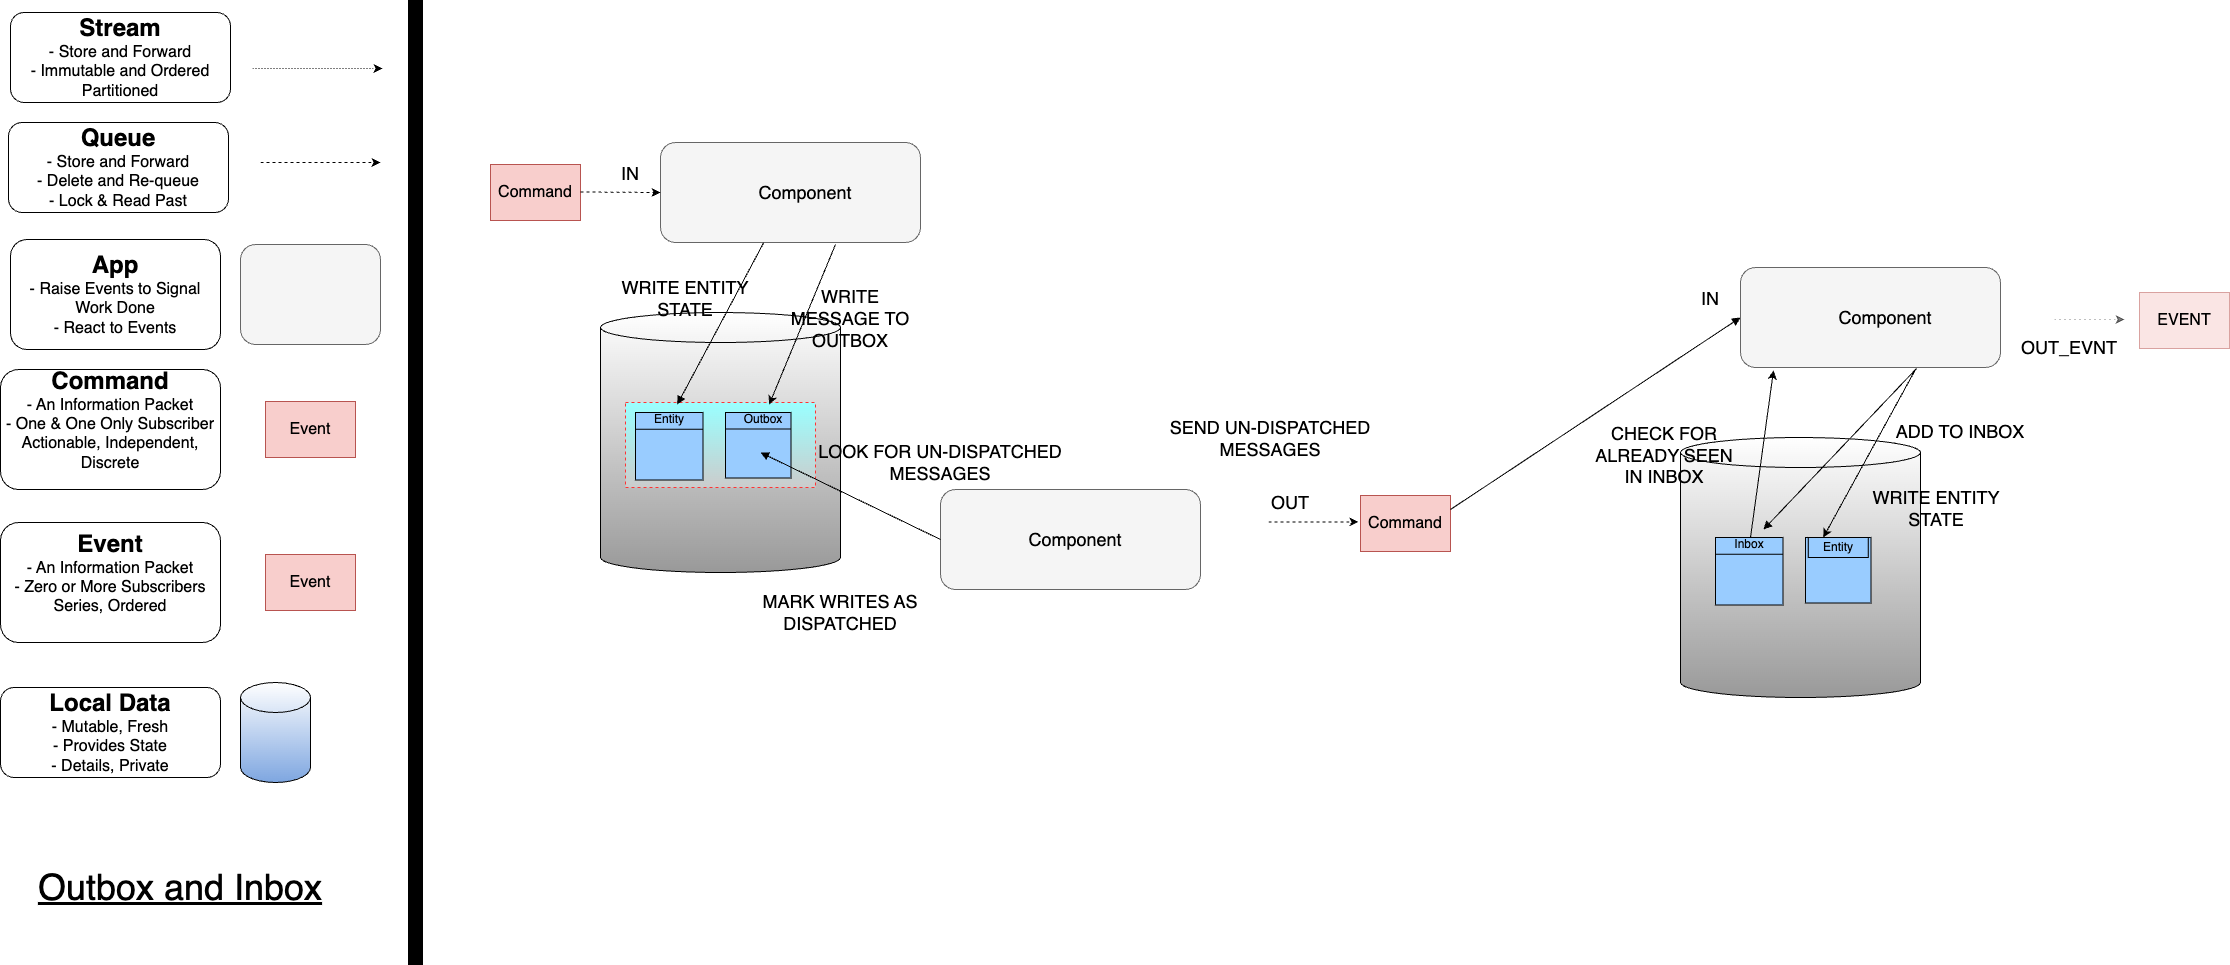 Stream
- Store and Forward
- Immutable and Ordered
Partitioned
Queue
- Store and Forward
- Delete and Re-queue
- Lock & Read Past
App
- Raise Events to Signal
Work Done
- React to Events
Command
- An Information Packet
- One & One Only Subscriber
Actionable, Independent,
Discrete
Event
Event
- An Information Packet
- Zero or More Subscribers
Series, Ordered
Event
Local Data
- Mutable, Fresh
- Provides State
- Details, Private
Outbox and Inbox
Command
IN
Component
WRITE ENTITY
STATE
WRITE
MESSAGE TO
OUTBOX
Entity
Outbox
LOOK FOR UN-DISPATCHED
MESSAGES
Component
MARK WRITES AS
DISPATCHED
SEND UN-DISPATCHED
MESSAGES
OUT
Command
IN
Component
OUT_EVNT
EVENT
CHECK FOR
ALREADY SEEN
IN INBOX
ADD TO INBOX
WRITE ENTITY
STATE
Inbox
Entity